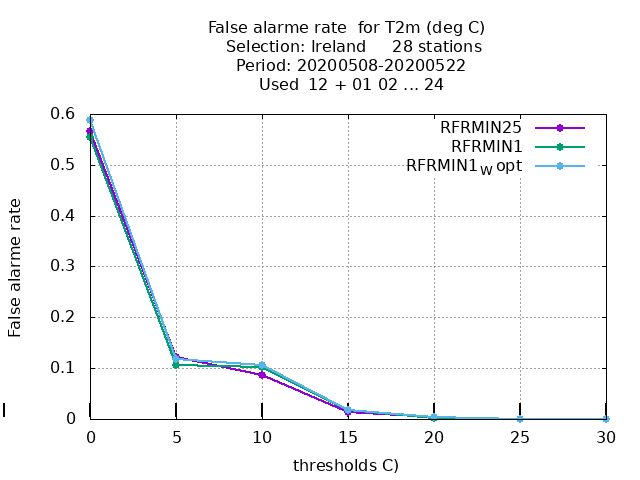 False alarme rate  for T2m (deg C)
Selection: Ireland     28 stations
Period: 20200508-20200522
Used  12 + 01 02 ... 24
RFRMIN25
RFRMIN1
RFRMIN1W opt
False alarme rate
0.6
0.5
0.4
0.3
0.2
0.1
0
0 5 10 15 20 25 30
thresholds C)